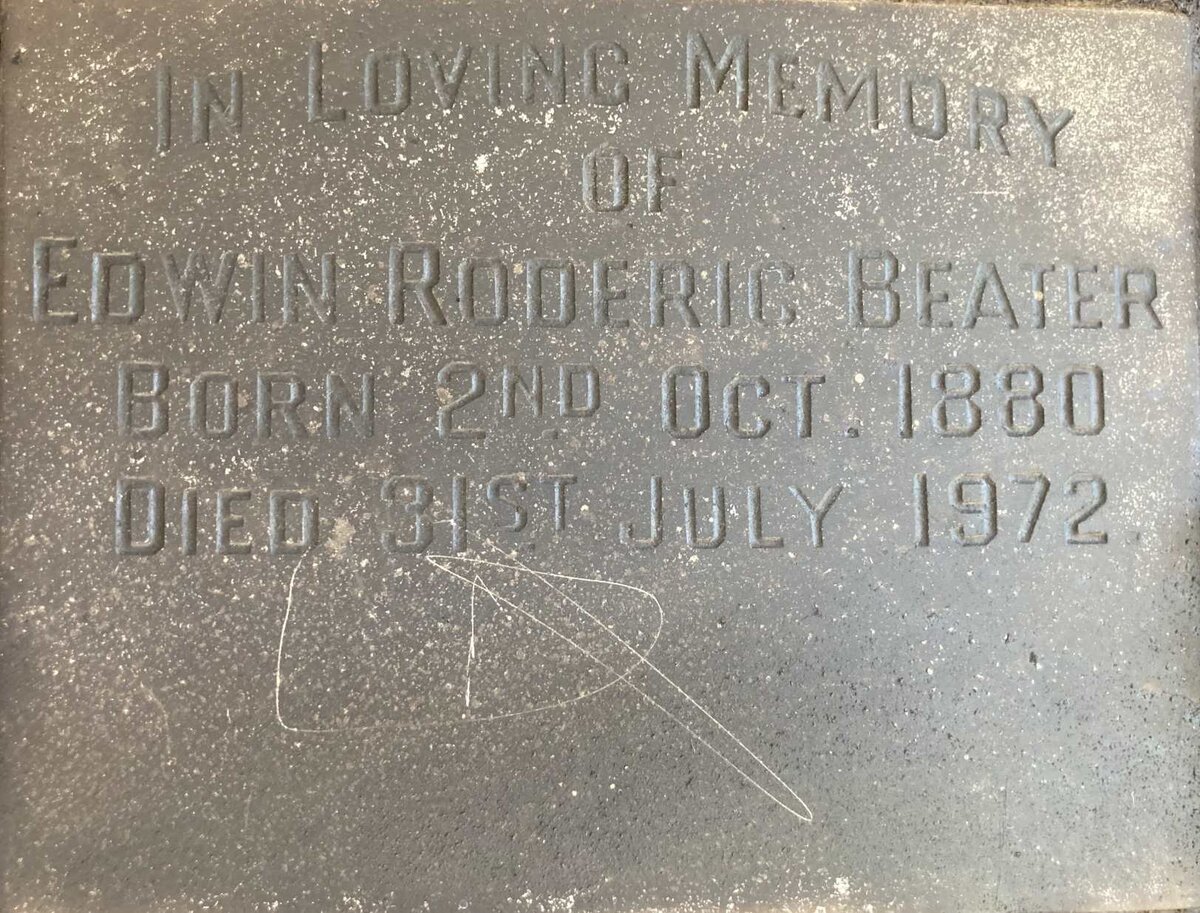 In Loving Memory
of
Edwin Roderic Beater
Born 2nd Oct. 1880
Died 31st July 1972